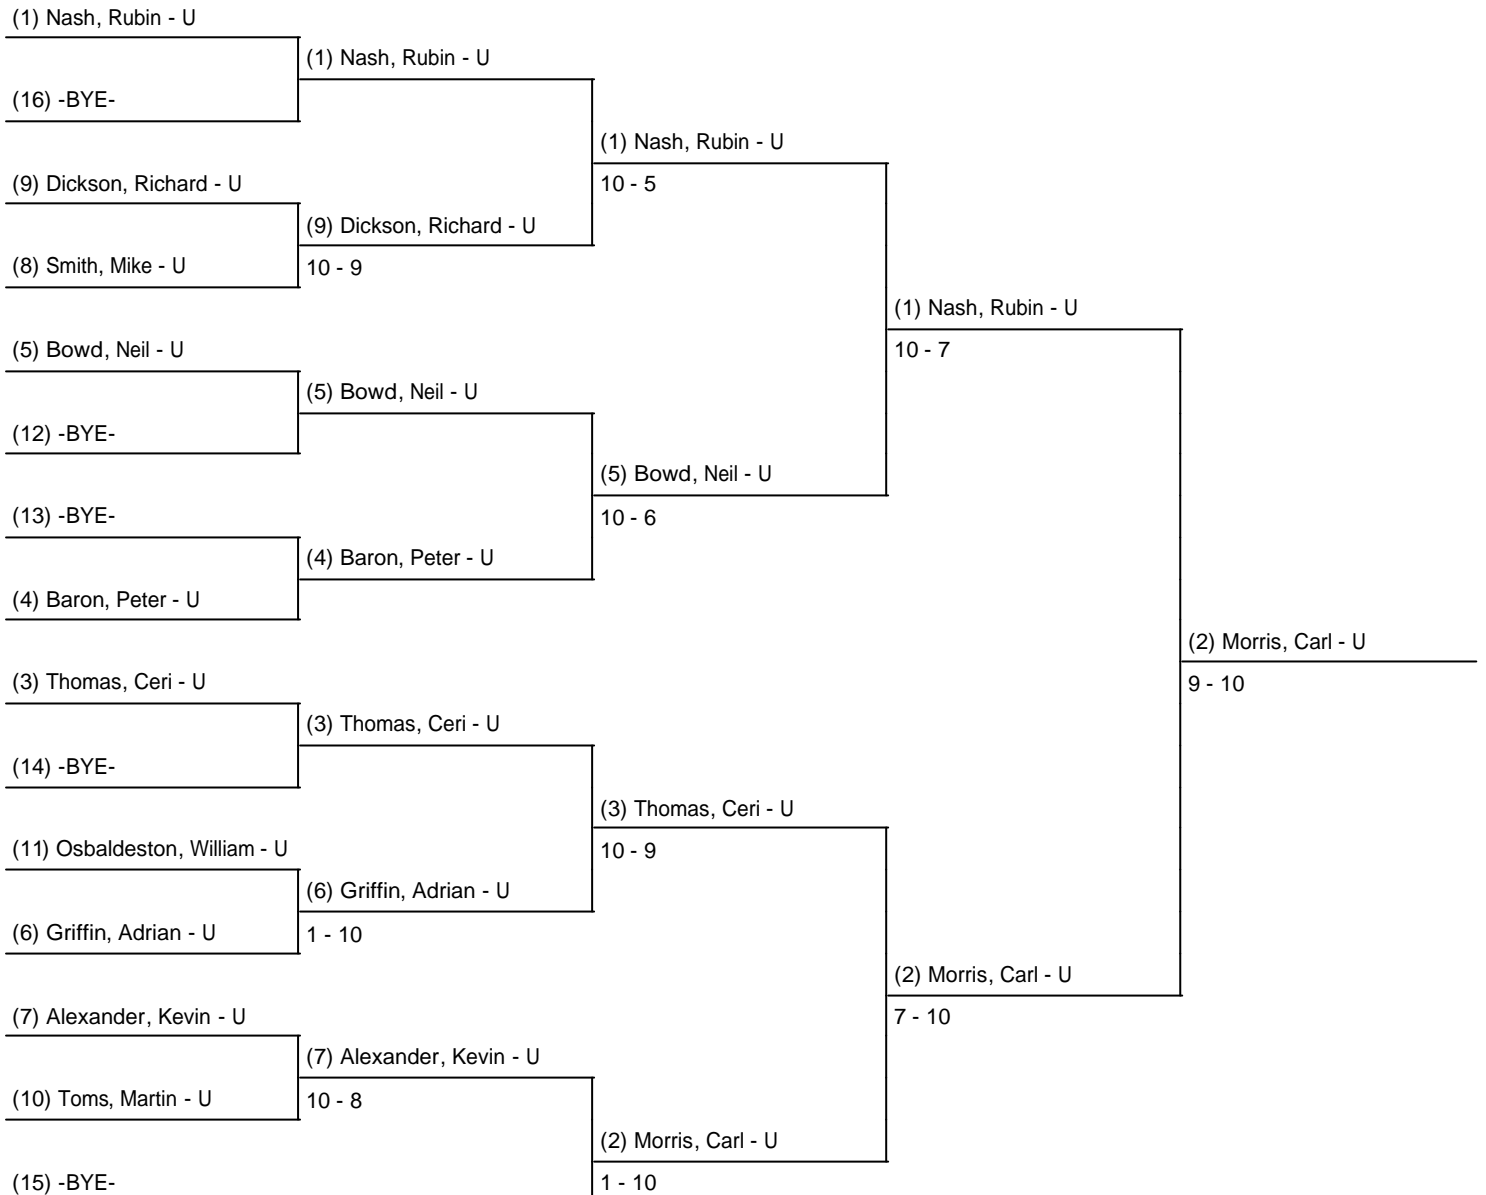 (1) Nash, Rubin - U
(1) Nash, Rubin - U
(16) -BYE-
(1) Nash, Rubin - U
(9) Dickson, Richard - U
10 - 5
(9) Dickson, Richard - U
(8) Smith, Mike - U
10 - 9
(1) Nash, Rubin - U
(5) Bowd, Neil - U
10 - 7
(5) Bowd, Neil - U
(12) -BYE-
(5) Bowd, Neil - U
(13) -BYE-
10 - 6
(4) Baron, Peter - U
(4) Baron, Peter - U
(2) Morris, Carl - U
(3) Thomas, Ceri - U
9 - 10
(3) Thomas, Ceri - U
(14) -BYE-
(3) Thomas, Ceri - U
(11) Osbaldeston, William - U
10 - 9
(6) Griffin, Adrian - U
(6) Griffin, Adrian - U
1 - 10
(2) Morris, Carl - U
(7) Alexander, Kevin - U
7 - 10
(7) Alexander, Kevin - U
(10) Toms, Martin - U
10 - 8
(2) Morris, Carl - U
(15) -BYE-
1 - 10